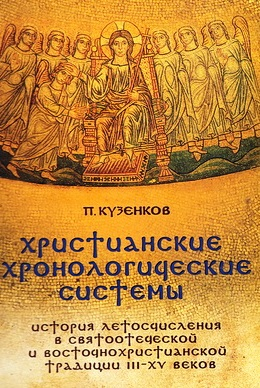 П. КУЗЕНКОВ
ХРИСТИАНСКИЕ
ХРОНОЛОГИЧЕСКИЕ
СИСТЕМЫ
ИСТОРИЯ ЛЕТОСЧИСЛЕНИЯ
В СВЯТООТЕЧЕСКОЙ
И ВОСТОЧНОХРИСТИАНСКОЙ
ТРАДИЦИИ III-XV ВЕКОВ